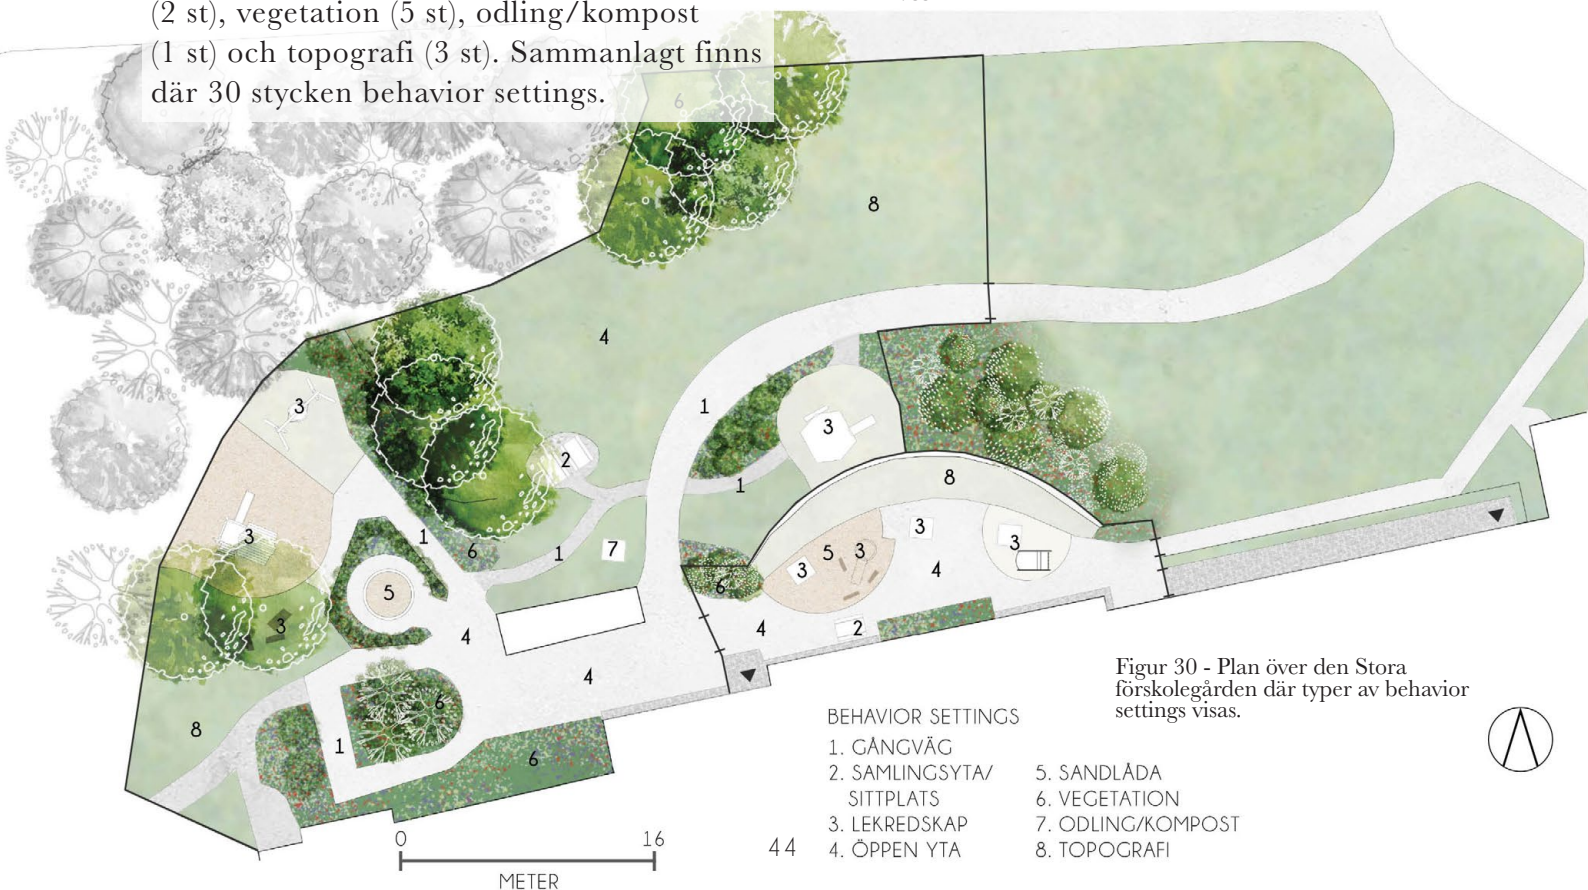 (2 st), vegetation (5 st), odling/kompost
(1 st) och topografi (3 st). Sammanlagt finns
där 30 stycken behavior settings.
6
8
4
3
1
3
2
1
8
3
1
6
1
7
5
3
3
3
3
4
6
5
3
4
4
2
4
6
8
1
6
Figur 30 - Plan över den Stora
förskolegården där typer av behavior
settings visas.
BEHAVIOR SETTINGS
1. GÅNGVÄG
2. SAMLINGSYTA/
SITTPLATS
3. LEKREDSKAP
4. ÖPPEN YTA
5. SANDLÅDA
6. VEGETATION
7. ODLING/KOMPOST
8. TOPOGRAFI
0 16
METER
44